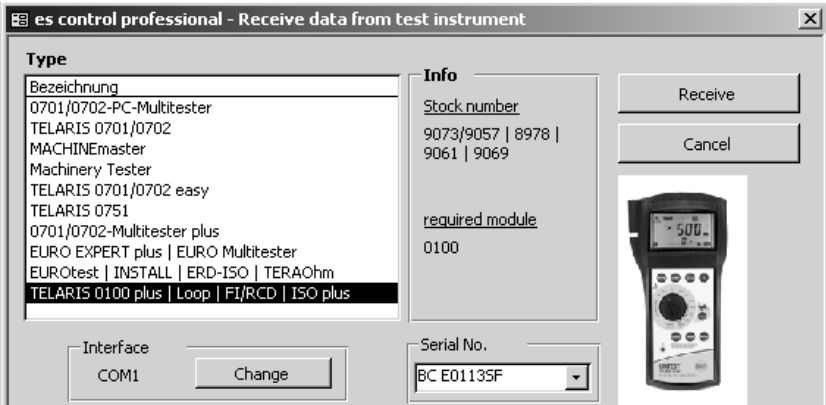 es control professional - Receive data from test instrument
Type
Bezeichnung
0701/0702-PC-Multitester
TELARIS 0701/0702
MACHINEmaster
Machinery Tester
TELARIS 0701/0702 easy
TELARIS 0751
0701/0702-Multitester plus
EURO EXPERT plus | EURO Multitester
EUROtest | INSTALL | ERD-ISO | TERAOhm
TELARIS 0100 plus | Loop | FI/RCD | ISO plus
Interface
COM1
Change
Info
Stock number
9073/9057 | 8978 |
9061 | 9069
required module
0100
Serial No.
BC E0113SF
Receive
Cancel
500